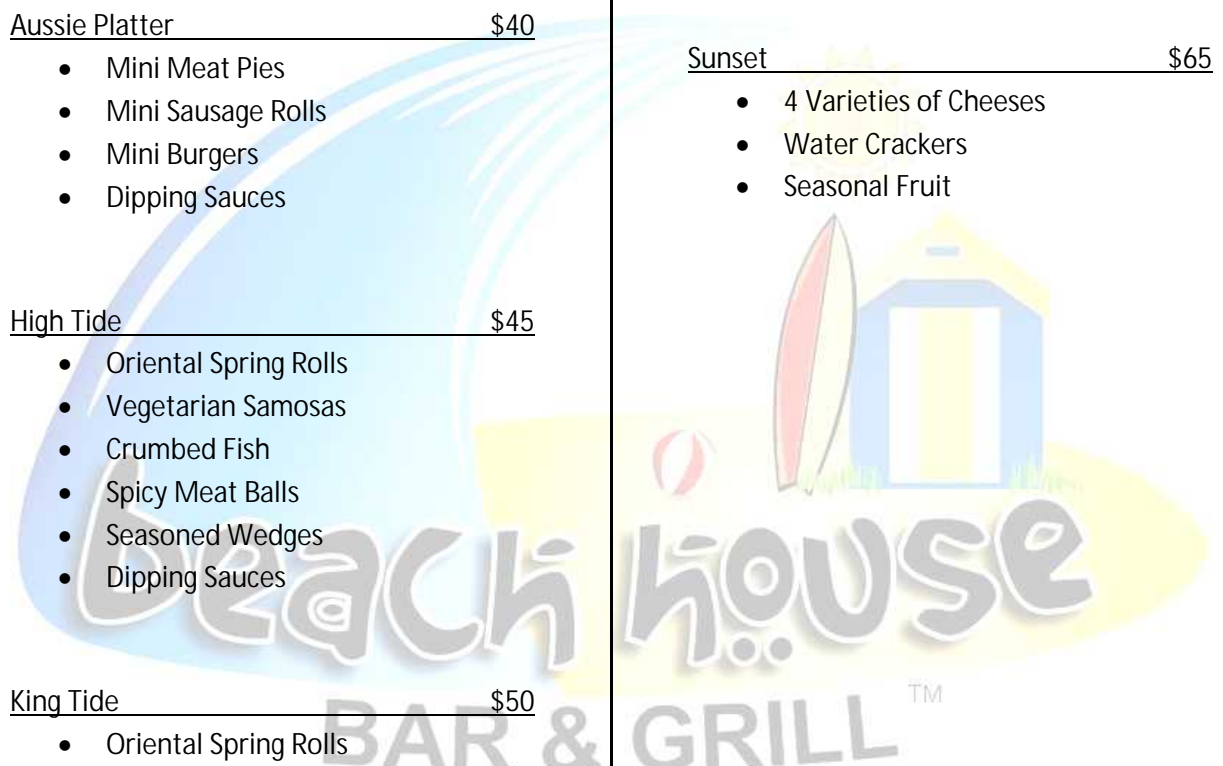 Aussie Platter $40
• Mini Meat Pies
• Mini Sausage Rolls
• Mini Burgers
• Dipping Sauces
High Tide $45
• Oriental Spring Rolls
• Vegetarian Samosas
• Crumbed Fish
• Spicy Meat Balls
• Seasoned Wedges
• Dipping Sauces
King Tide $50
• Oriental Spring Rolls
Sunset $65
• 4 Varieties of Cheeses
• Water Crackers
• Seasonal Fruit
beach house
BAR & GRILL TM